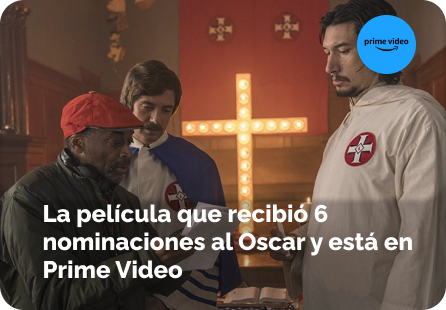 prime video
La película que recibió 6
nominaciones al Oscar y está en
Prime Video